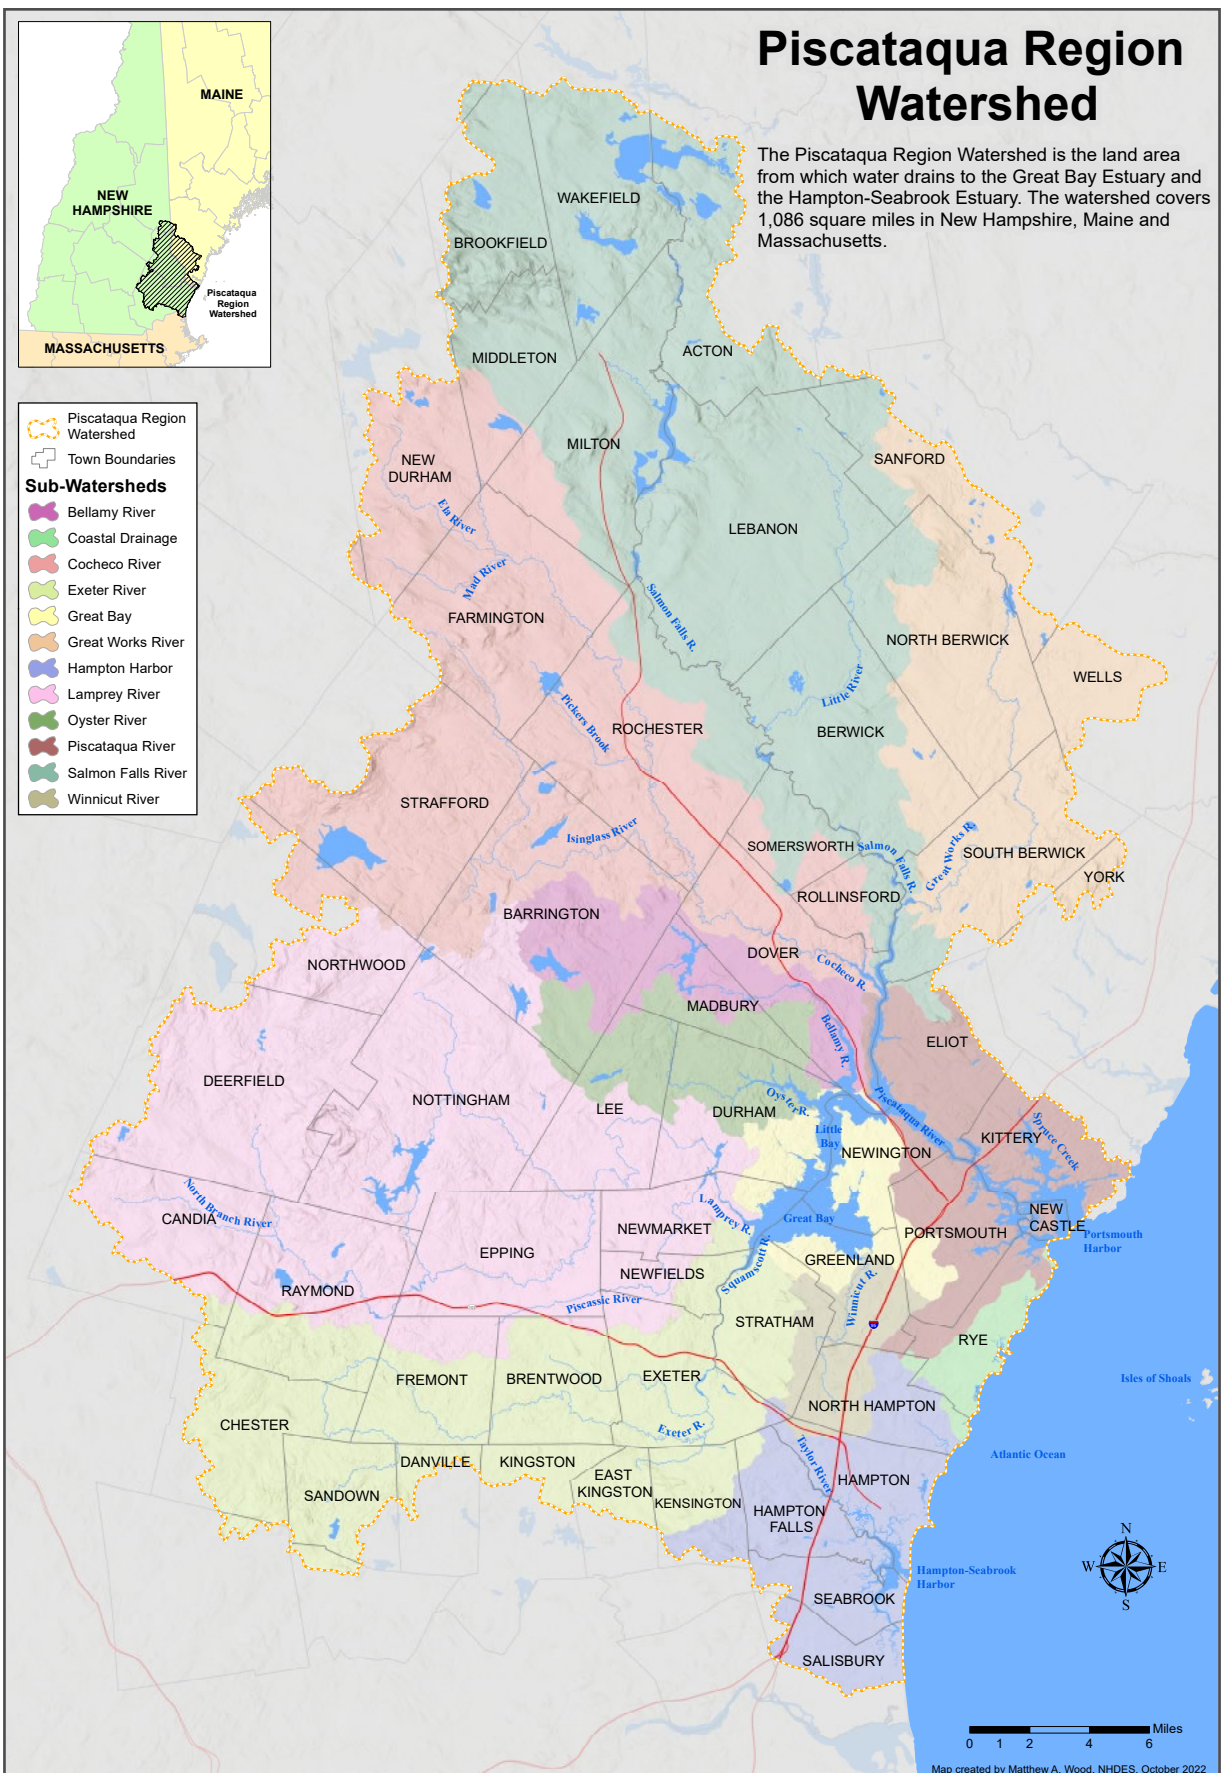 Piscataqua Region
Watershed
The Piscataqua Region Watershed is the land area
from which water drains to the Great Bay Estuary and
the Hampton-Seabrook Estuary. The watershed covers
1,086 square miles in New Hampshire, Maine and
Massachusetts.
MAINE
NEW
HAMPSHIRE
Piscataqua
Region
Watershed
MASSACHUSETTS
Piscataqua Region
Watershed
Town Boundaries
Sub-Watersheds
Bellamy River
Coastal Drainage
Cocheco River
Exeter River
Great Bay
Great Works River
Hampton Harbor
Lamprey River
Oyster River
Piscataqua River
Salmon Falls River
Winnicut River
WAKEFIELD
BROOKFIELD
MIDDLETON
ACTON
MILTON
NEW
DURHAM
SANFORD
Ela River
LEBANON
Mad River
Salmon Falls R.
FARMINGTON
NORTH BERWICK
WELLS
Little River
Pickers Brook
ROCHESTER
BERWICK
STRAFFORD
Isinglass River
SOMERSWORTH
Salmon Falls R.
Great Works R.
SOUTH BERWICK
YORK
ROLLINSFORD
BARRINGTON
DOVER
NORTHWOOD
Cocheco R.
MADBURY
Bellamy R.
ELIOT
DEERFIELD
NOTTINGHAM
LEE
DURHAM
Oyster R.
Piscataqua River
Little
Bay
KITTERY
Spruce Creek
NEWINGTON
North Branch River
CANDIA
Lamprey R.
NEWMARKET
Great Bay
NEW
CASTLE
PORTSMOUTH
Portsmouth
Harbor
EPPING
GREENLAND
NEWFIELDS
Squamscott R.
RAYMOND
Piscassic River
Winnicut R.
STRATHAM
95
RYE
FREMONT
BRENTWOOD
EXETER
Isles of Shoals
NORTH HAMPTON
CHESTER
Exeter R.
Taylor River
Atlantic Ocean
DANVILLE
KINGSTON
EAST
KINGSTON
HAMPTON
SANDOWN
KENSINGTON
HAMPTON
FALLS
N
W
E
S
Hampton-Seabrook
Harbor
SEABROOK
SALISBURY
Miles
0 1 2 4 6
Map created by Matthew A. Wood, NHDES, October 2022